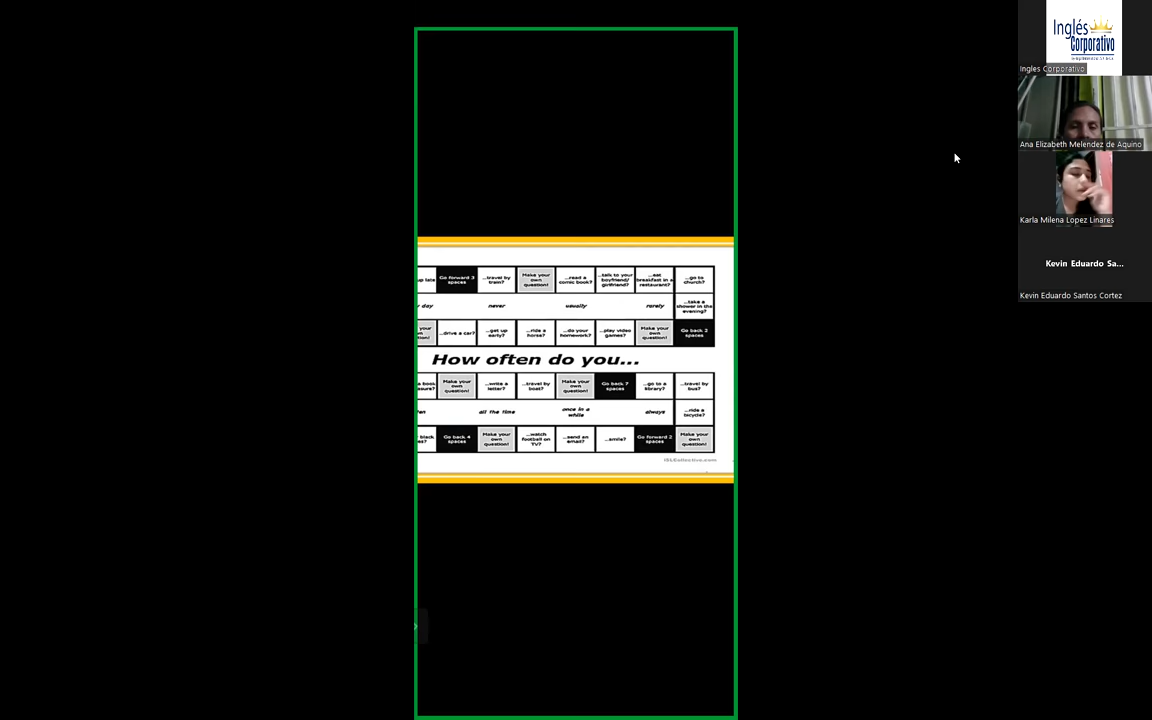 up late
Go forward 3
spaces
...travel by
train?
Make your
own
question!
...read a
comic book?
...talk to your
boyfriend/
girlfriend?
...eat
breakfast in a
restaurant?
...go to
church?
day
never
usually
rarely
...take a
shower in the
evening?
...drive a car?
...get up
early?
...ride a
horse?
...do your
homework?
...play video
games?
Make your
own
question!
Go back 2
spaces
How often do you...
Make your
own
question!
...write a
letter?
...travel by
boat?
Make your
own
question!
Go back 7
spaces
...go to a
library?
...travel by
bus?
all the time
once in a
while
always
...ride a
bicycle?
black
Go back 4
spaces
Make your
own
question!
...watch
football on
TV?
...send an
email?
...smile?
Go forward 2
spaces
Make your
own
question!
iSLCollective.com
Inglés
Corporativo
Ingles Corporativo
Ana Elizabeth Melendez de Aquino
Karla Milena Lopez Linares
Kevin Eduardo Sa...
Kevin Eduardo Santos Cortez